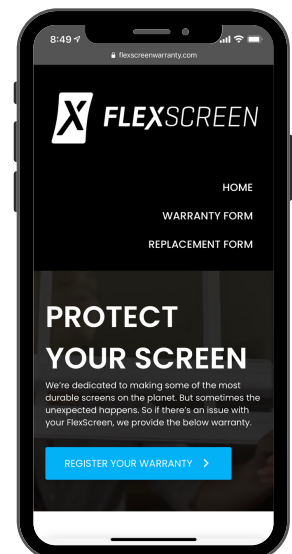 8:49
flexscreenwarranty.com
FLEXSCREEN
HOME
WARRANTY FORM
REPLACEMENT FORM
PROTECT
YOUR SCREEN
We're dedicated to making some of the most
durable screens on the planet. But sometimes the
unexpected happens. So if there's an issue with
your FlexScreen, we provide the below warranty.
REGISTER YOUR WARRANTY